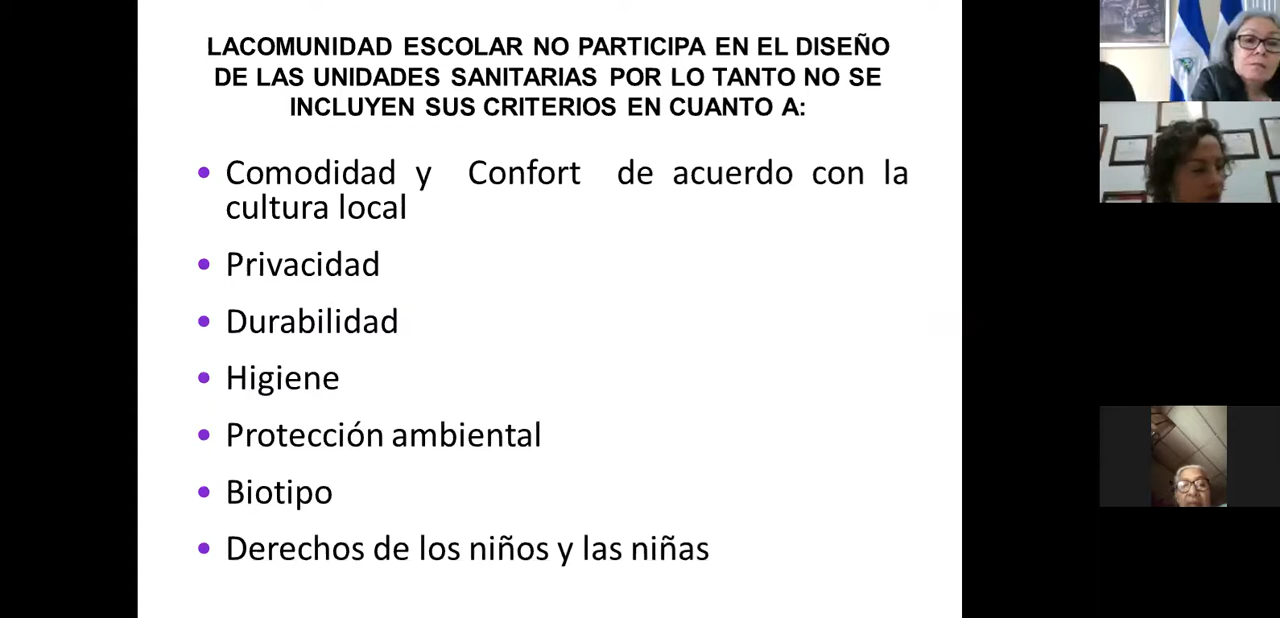 LACOMUNIDAD ESCOLAR NO PARTICIPA EN EL DISEÑO
DE LAS UNIDADES SANITARIAS POR LO TANTO NO SE
INCLUYEN SUS CRITERIOS EN CUANTO A:
• Comodidad y Confort de acuerdo con la
cultura local
• Privacidad
• Durabilidad
• Higiene
• Protección ambiental
• Biotipo
• Derechos de los niños y las niñas